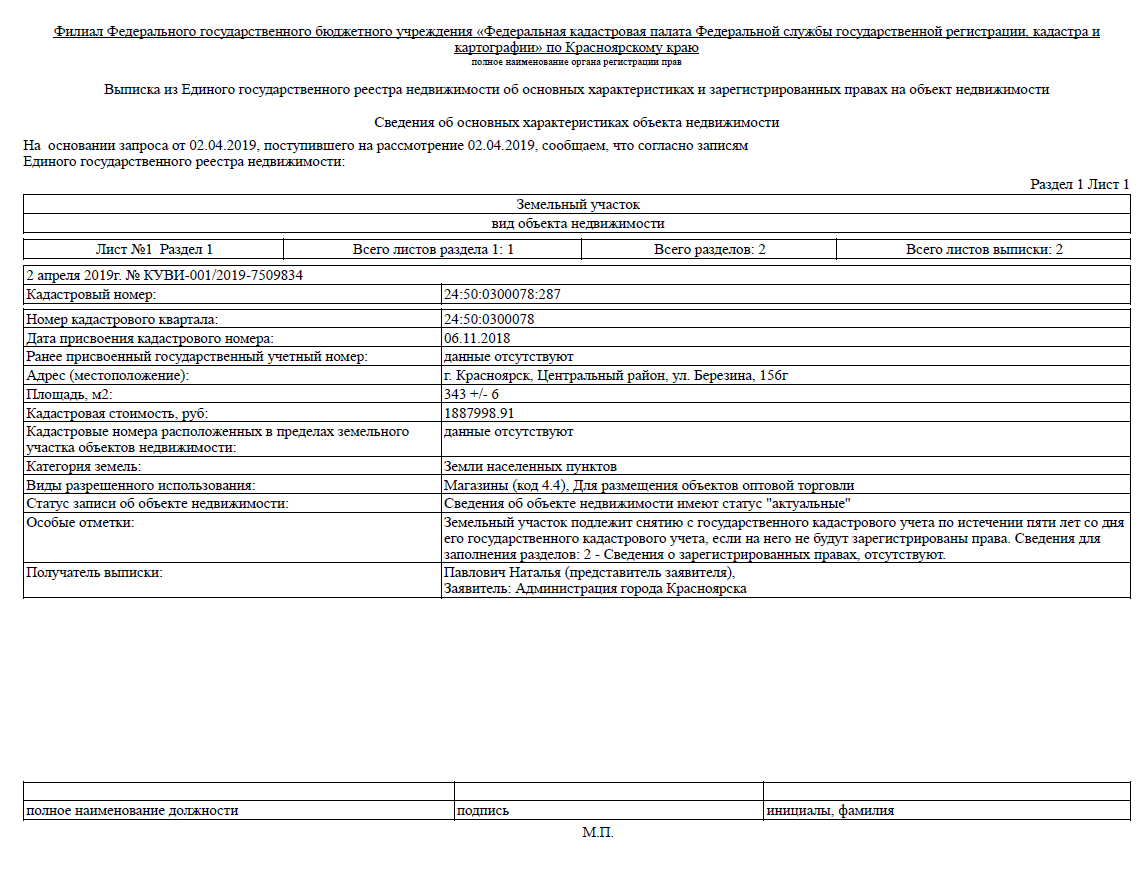 Филиал Федерального государственного бюджетного учреждения «Федеральная кадастровая палата Федеральной службы государственной регистрации, кадастра и
картографии» по Красноярскому краю
полное наименование органа регистрации прав
Выписка из Единого государственного реестра недвижимости об основных характеристиках и зарегистрированных правах на объект недвижимости
Сведения об основных характеристиках объекта недвижимости
На основании запроса от 02.04.2019, поступившего на рассмотрение 02.04.2019, сообщаем, что согласно записям
Единого государственного реестра недвижимости:
Раздел 1 Лист 1
Земельный участок
вид объекта недвижимости
Лист №1 Раздел 1 Всего листов раздела 1: 1 Всего разделов: 2 Всего листов выписки: 2
2 апреля 2019г. № КУВИ-001/2019-7509834
Кадастровый номер: 24:50:0300078:287
Номер кадастрового квартала: 24:50:0300078
Дата присвоения кадастрового номера: 06.11.2018
Ранее присвоенный государственный учетный номер: данные отсутствуют
Адрес (местоположение): г. Красноярск, Центральный район, ул. Березина, 156г
Площадь, м2: 343 +/- 6
Кадастровая стоимость, руб: 1887998.91
Кадастровые номера расположенных в пределах земельного данные отсутствуют
участка объектов недвижимости:
Категория земель: Земли населенных пунктов
Виды разрешенного использования: Магазины (код 4.4), Для размещения объектов оптовой торговли
Статус записи об объекте недвижимости: Сведения об объекте недвижимости имеют статус "актуальные"
Особые отметки: Земельный участок подлежит снятию с государственного кадастрового учета по истечении пяти лет со дня
его государственного кадастрового учета, если на него не будут зарегистрированы права. Сведения для
заполнения разделов: 2 - Сведения о зарегистрированных правах, отсутствуют.
Получатель выписки: Павлович Наталья (представитель заявителя),
Заявитель: Администрация города Красноярска
полное наименование должности подпись инициалы, фамилия
М.П.